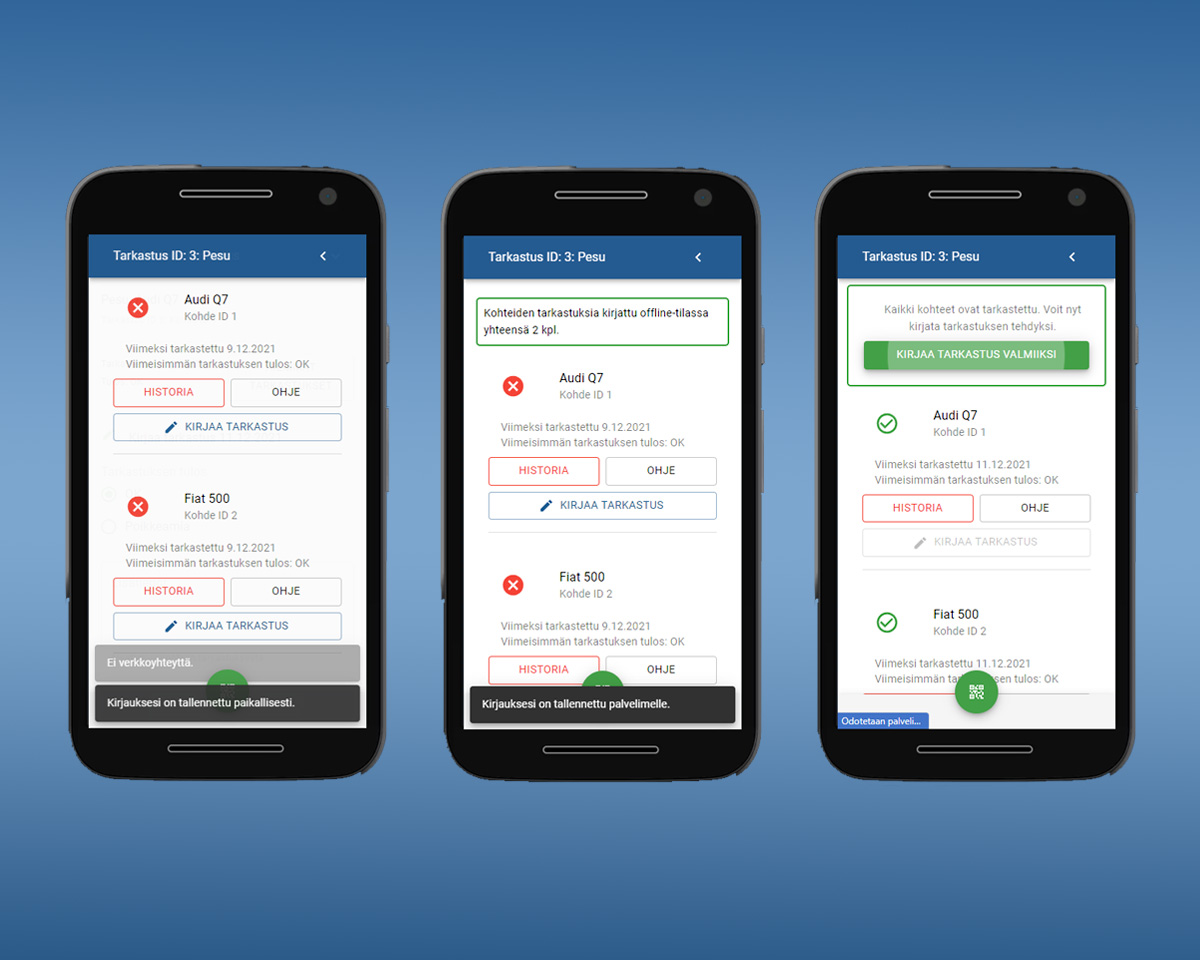 Tarkastus ID: 3: Pesu
Audi Q7
Kohde ID 1
Viimeksi tarkastettu 9.12.2021
Viimeisimmän tarkastuksen tulos: OK
HISTORIA
OHJE
KIRJAA TARKASTUS
Fiat 500
Kohde ID 2
Viimeksi tarkastettu 9.12.2021
Viimeisimmän tarkastuksen tulos: OK
HISTORIA
OHJE
KIRJAA TARKASTUS
Ei verkkoyhteyttä.
Kirjauksesi on tallennettu paikallisesti.
Tarkastus ID: 3: Pesu
Kohteiden tarkastuksia kirjattu offline-tilassa
yhteensä 2 kpl.
Audi Q7
Kohde ID 1
Viimeksi tarkastettu 9.12.2021
Viimeisimmän tarkastuksen tulos: OK
HISTORIA
OHJE
KIRJAA TARKASTUS
Fiat 500
Kohde ID 2
Viimeksi tarkastettu 9.12.2021
Viimeisimmän tarkastuksen tulos: OK
HISTORIA
OHJE
Kirjauksesi on tallennettu palvelimelle.
Tarkastus ID: 3: Pesu
Kaikki kohteet ovat tarkastettu. Voit nyt
kirjata tarkastuksen tehdyksi.
KIRJAA TARKASTUS VALMIIKSI
Audi Q7
Kohde ID 1
Viimeksi tarkastettu 11.12.2021
Viimeisimmän tarkastuksen tulos: OK
HISTORIA
OHJE
KIRJAA TARKASTUS
Fiat 500
Kohde ID 2
Viimeksi tarkastettu 11.12.2021
Viimeisimmän tarkastuksen tulos: OK
Odotetaan palveli...